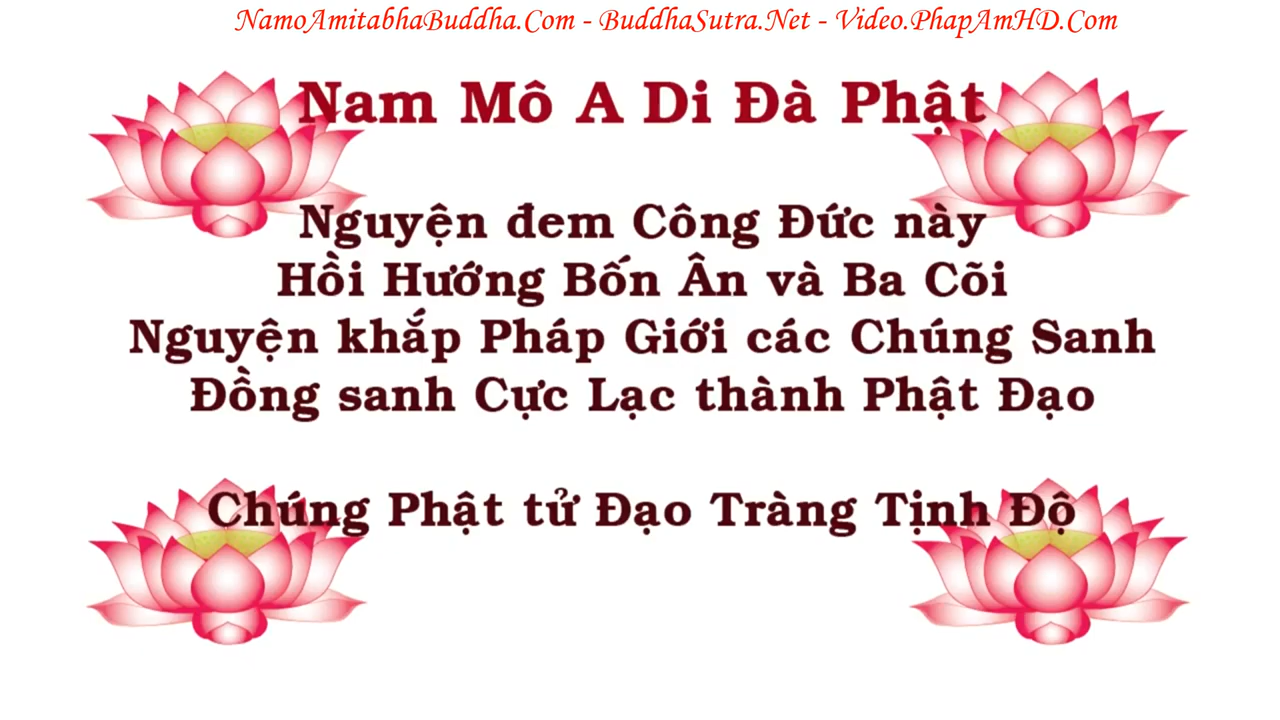 NamoAmitabhaBuddha.Com - BuddhaSutra.Net - Video.PhapAmHD.Com
Nam Mô A Di Đà Phật
Nguyện đem Công Đức này
Hồi Hướng Bốn Ân và Ba Cõi
Nguyện khắp Pháp Giới các Chúng Sanh
Đồng sanh Cực Lạc thành Phật Đạo
Chúng Phật tử Đạo Tràng Tịnh Độ